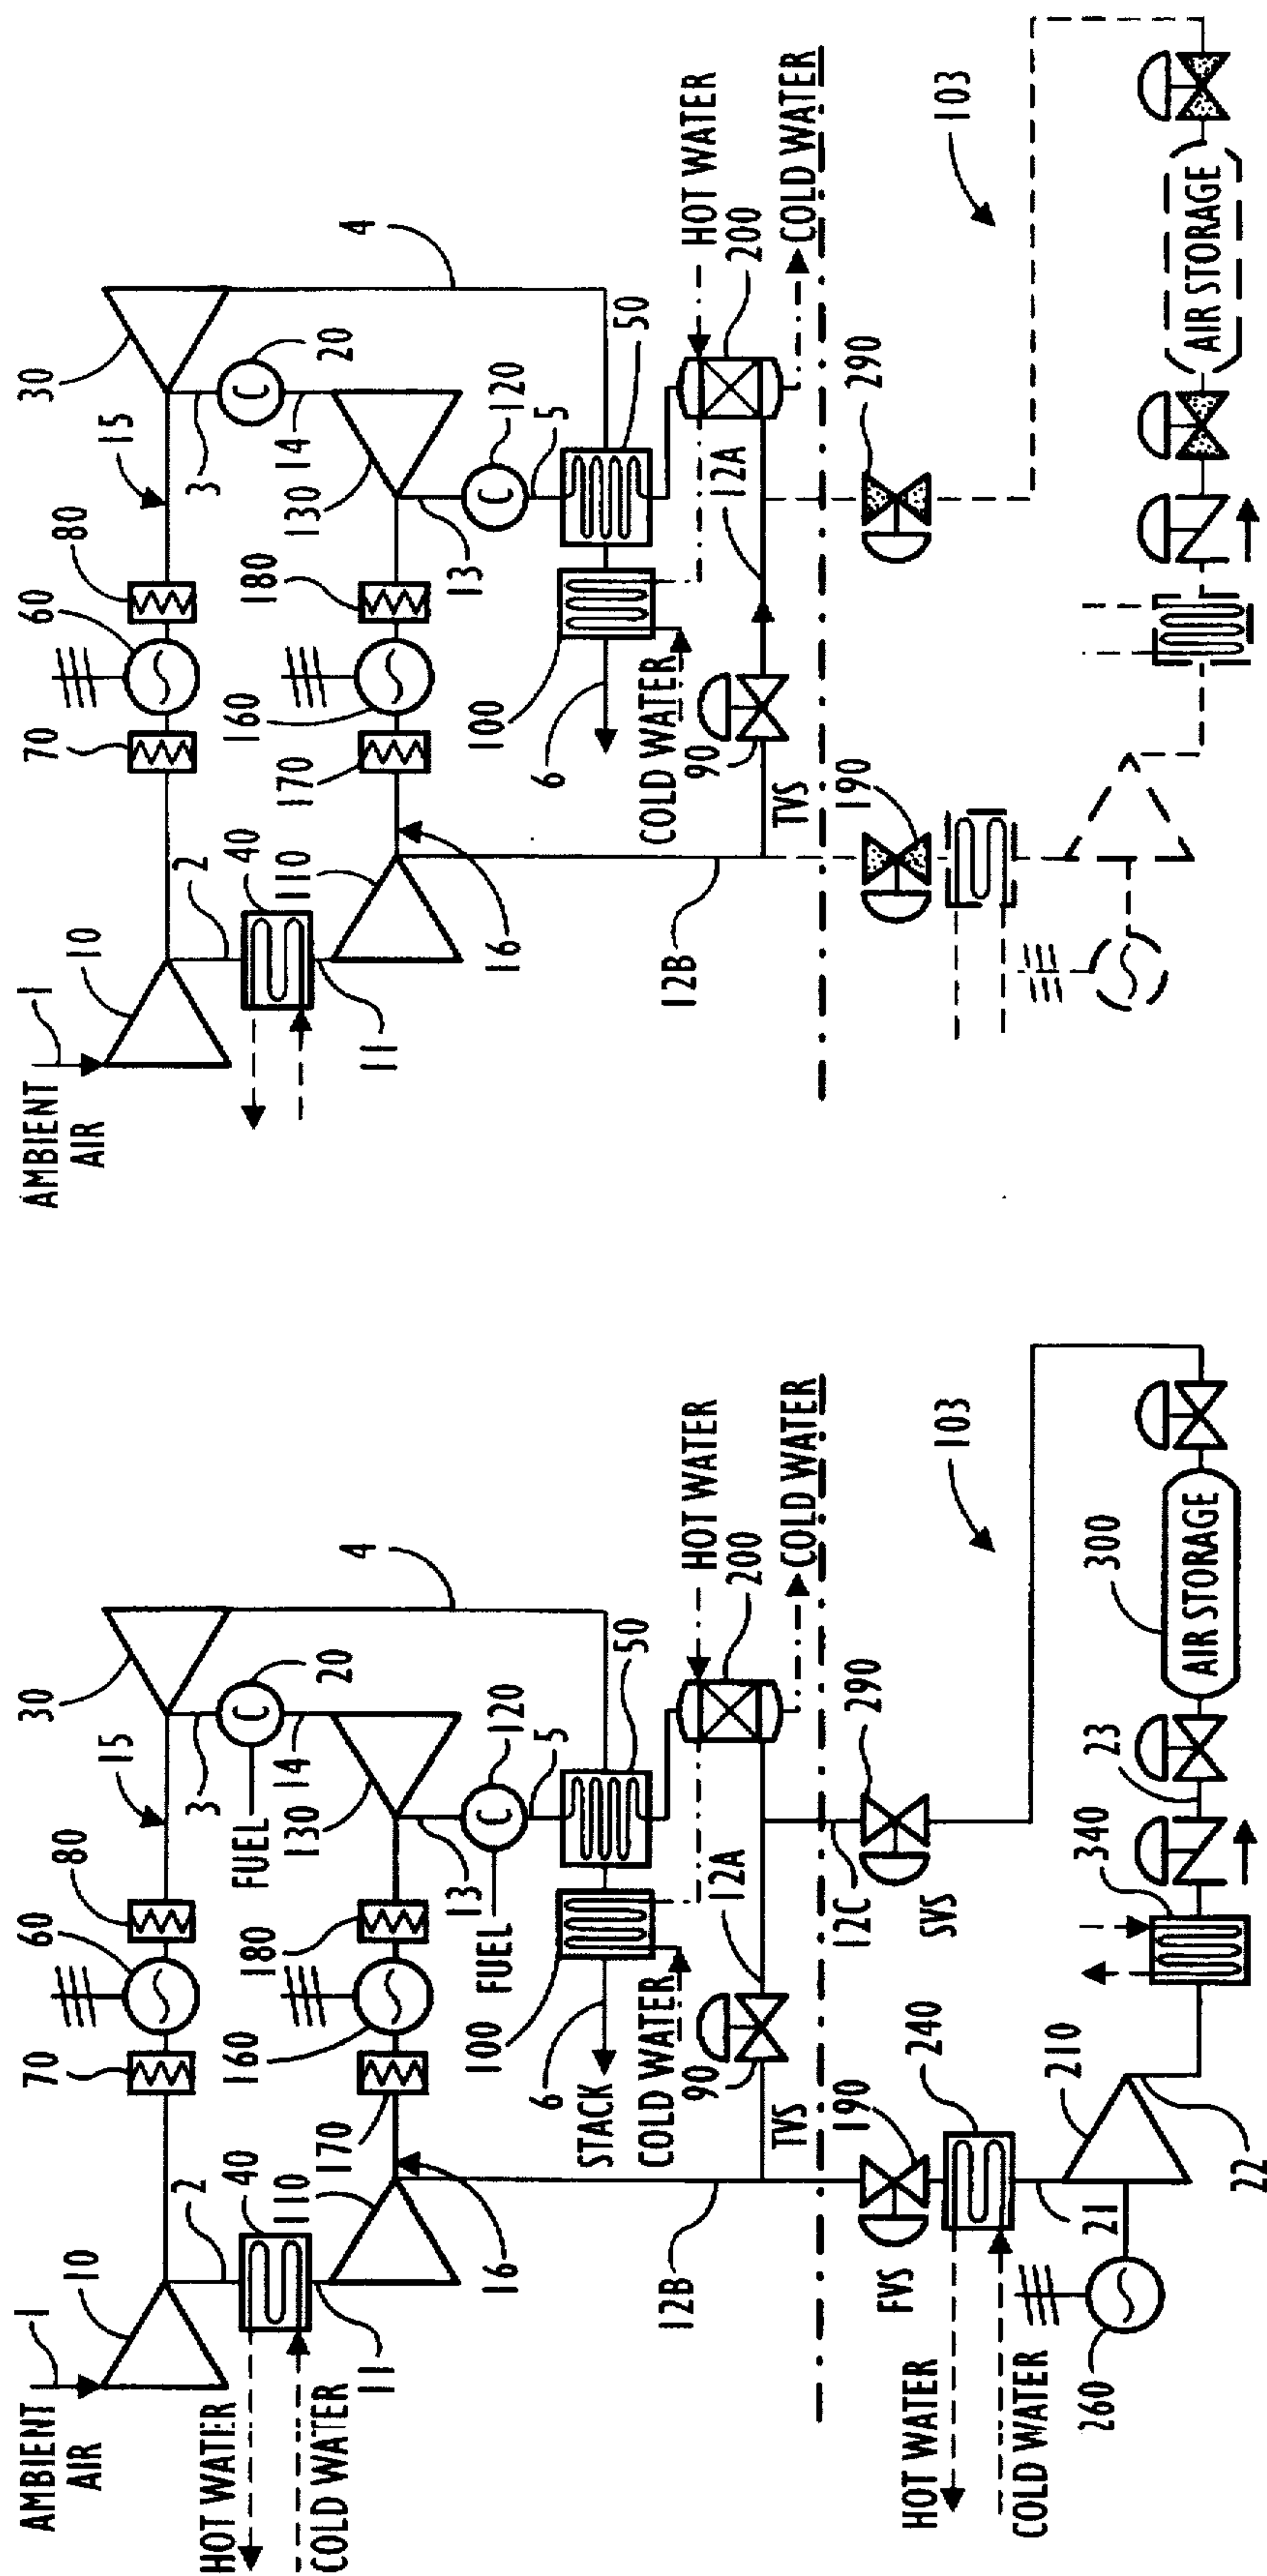 AMBIENT
AIR
1
10
70
60
80
15
30
HOT WATER
COLD WATER
2
40
3
20
FUEL
4
11
110
170
160
180
14
130
16
13
120
FUEL
5
50
100
6
STACK
COLD WATER
12B
90
TVS
12A
HOT WATER
200
COLD WATER
190
FVS
240
12C
290
SVS
103
HOT WATER
COLD WATER
21
210
260
22
340
23
300
AIR STORAGE
AMBIENT
AIR
1
10
70
60
80
15
30
2
40
3
20
4
11
110
170
160
180
14
130
16
13
120
5
50
100
6
COLD WATER
12B
90
TVS
12A
HOT WATER
200
COLD WATER
190
290
103
AIR STORAGE
C
C
C
C